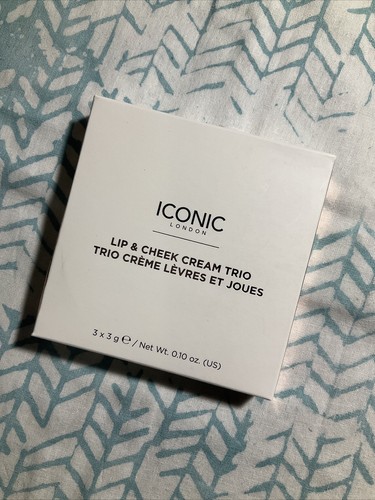 ICONIC
LONDON
LIP & CHEEK CREAM TRIO
TRIO CRÈME LÈVRES ET JOUES
3 x 3 g ℮ / Net Wt. 0.10 oz. (US)